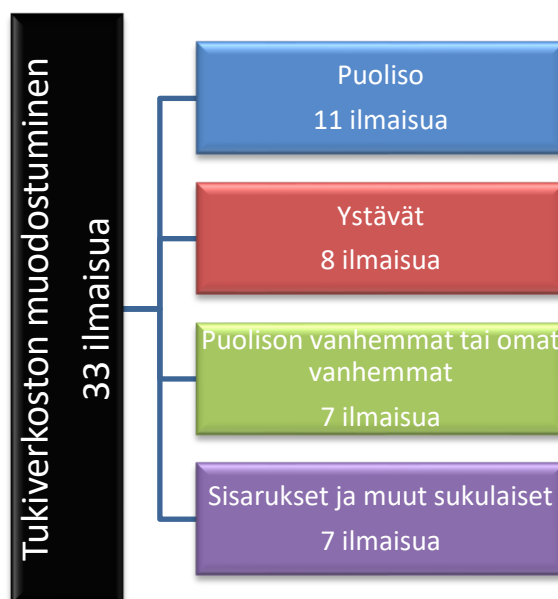 Tukiverkoston muodostuminen
33 ilmaisua
Puoliso
11 ilmaisua
Ystävät
8 ilmaisua
Puolison vanhemmat tai omat
vanhemmat
7 ilmaisua
Sisarukset ja muut sukulaiset
7 ilmaisua